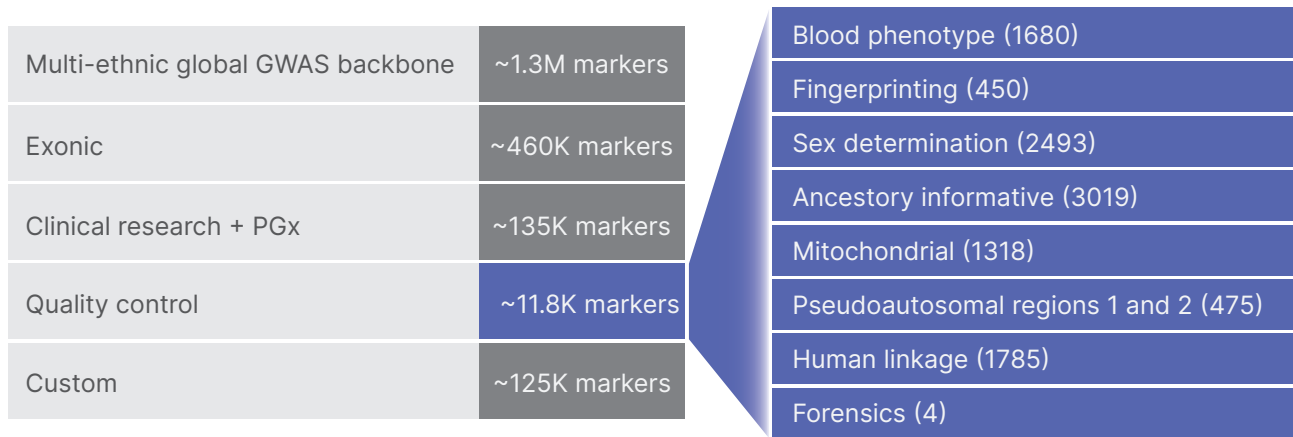 Multi-ethnic global GWAS backbone ~1.3M markers
Exonic ~460K markers
Clinical research + PGx ~135K markers
Quality control ~11.8K markers
Custom ~125K markers
Blood phenotype (1680)
Fingerprinting (450)
Sex determination (2493)
Ancestory informative (3019)
Mitochondrial (1318)
Pseudoautosomal regions 1 and 2 (475)
Human linkage (1785)
Forensics (4)